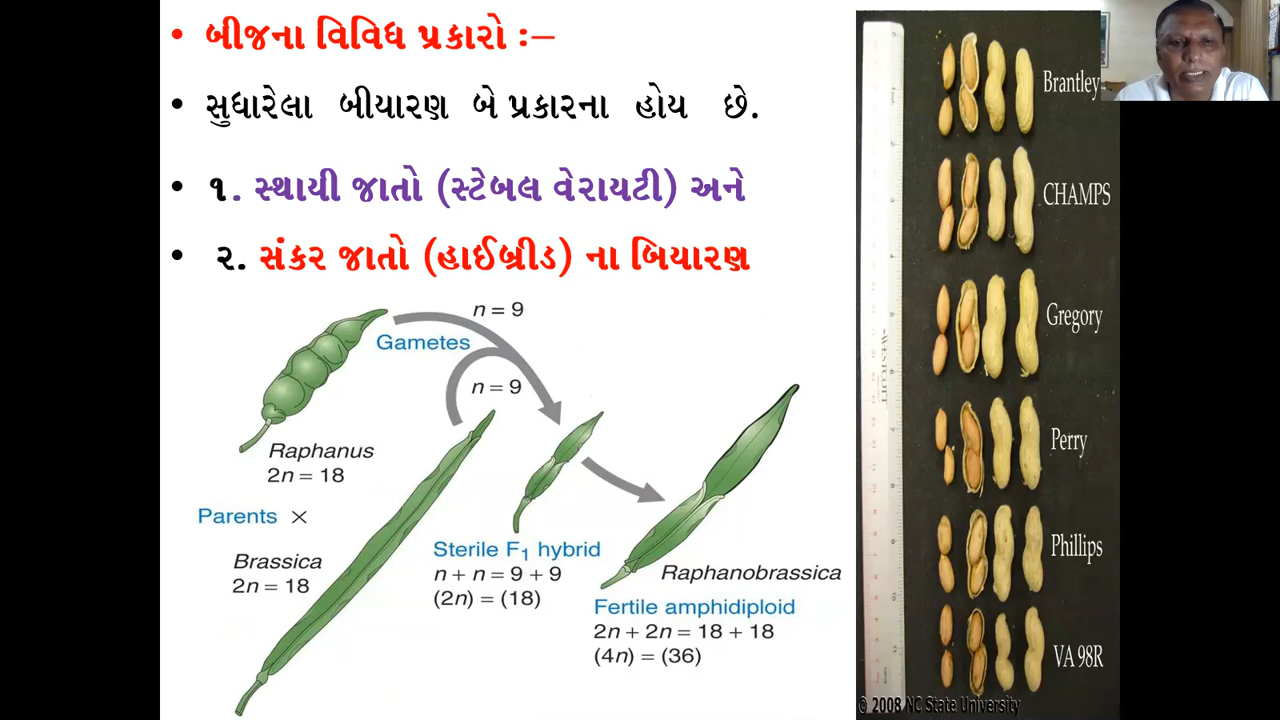 • બીજના વિવિધ પ્રકારો :–
• સુધારેલા બીયારણ બે પ્રકારના હોય છે.
• ૧. સ્થાયી જાતો (સ્ટેબલ વેરાયટી) અને
• ૨. સંકર જાતો (હાઈબ્રીડ) ના બિયારણ
n = 9
Gametes
n = 9
Raphanus
2n = 18
Parents ×
Brassica
2n = 18
Sterile F₁ hybrid
n + n = 9 + 9
(2n) = (18)
Raphanobrassica
Fertile amphidiploid
2n + 2n = 18 + 18
(4n) = (36)
Brantley
CHAMPS
Gregory
Perry
Phillips
VA 98R
© 2008 NC State University